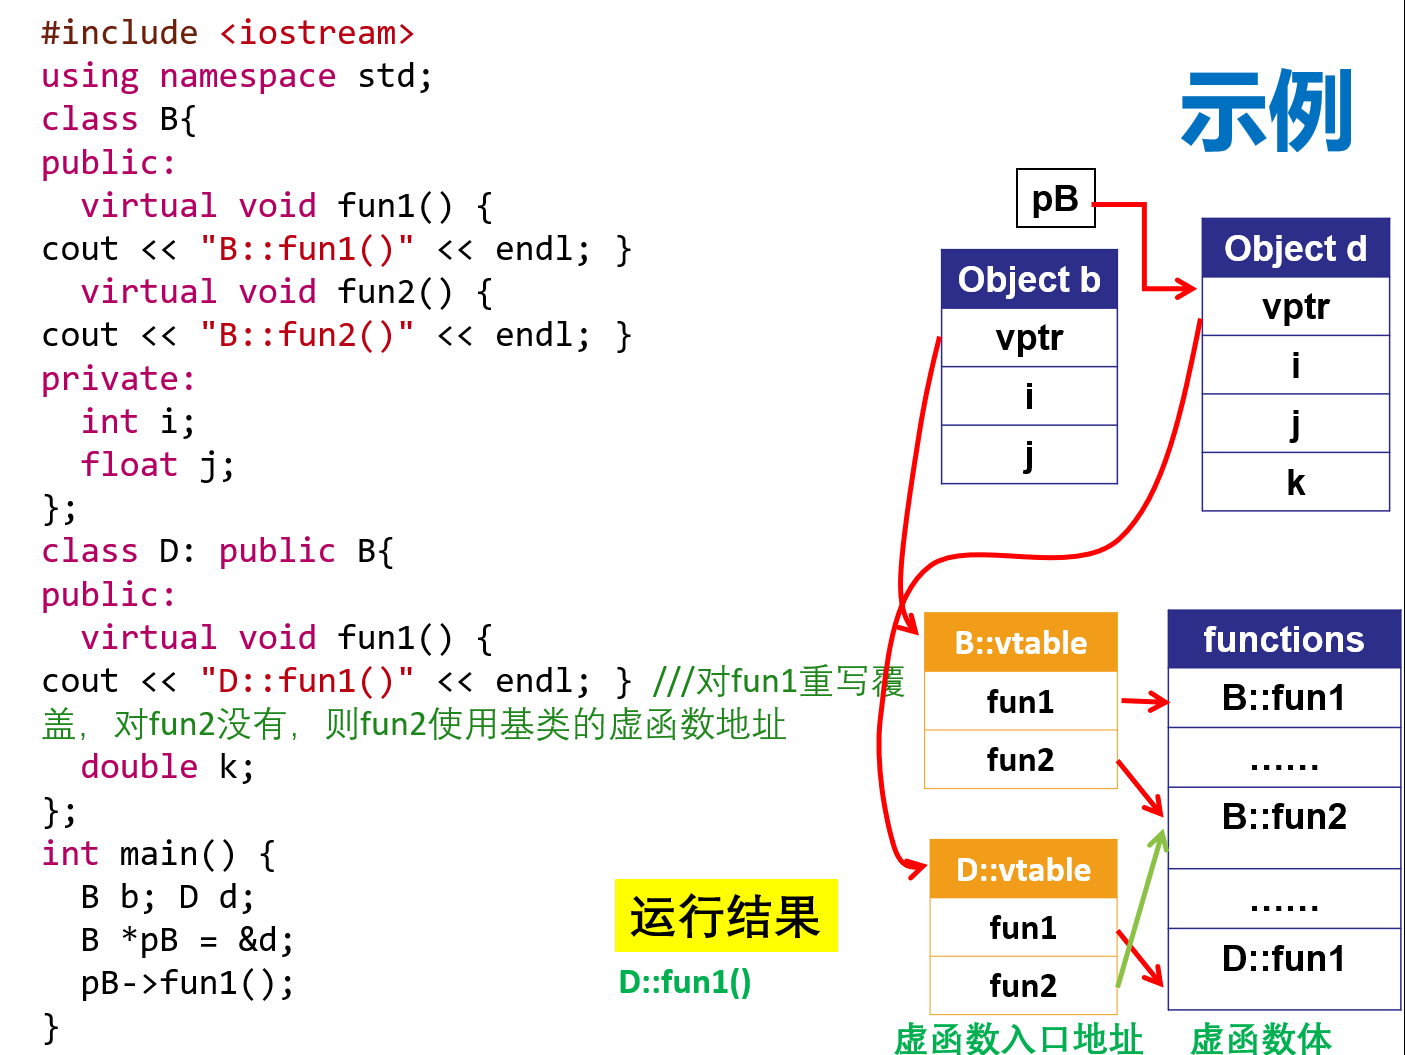 #include <iostream>
using namespace std;
class B{
public:
  virtual void fun1() {
cout << "B::fun1()" << endl; }
  virtual void fun2() {
cout << "B::fun2()" << endl; }
private:
  int i;
  float j;
};
class D: public B{
public:
  virtual void fun1() {
cout << "D::fun1()" << endl; } ///对fun1重写覆
盖，对fun2没有，则fun2使用基类的虚函数地址
  double k;
};
int main() {
  B b; D d;
  B *pB = &d;
  pB->fun1();
}
运行结果
D::fun1()
示例
pB
Object b
vptr
i
j
Object d
vptr
i
j
k
B::vtable
fun1
fun2
D::vtable
fun1
fun2
虚函数入口地址
functions
B::fun1
......
B::fun2
......
D::fun1
虚函数体